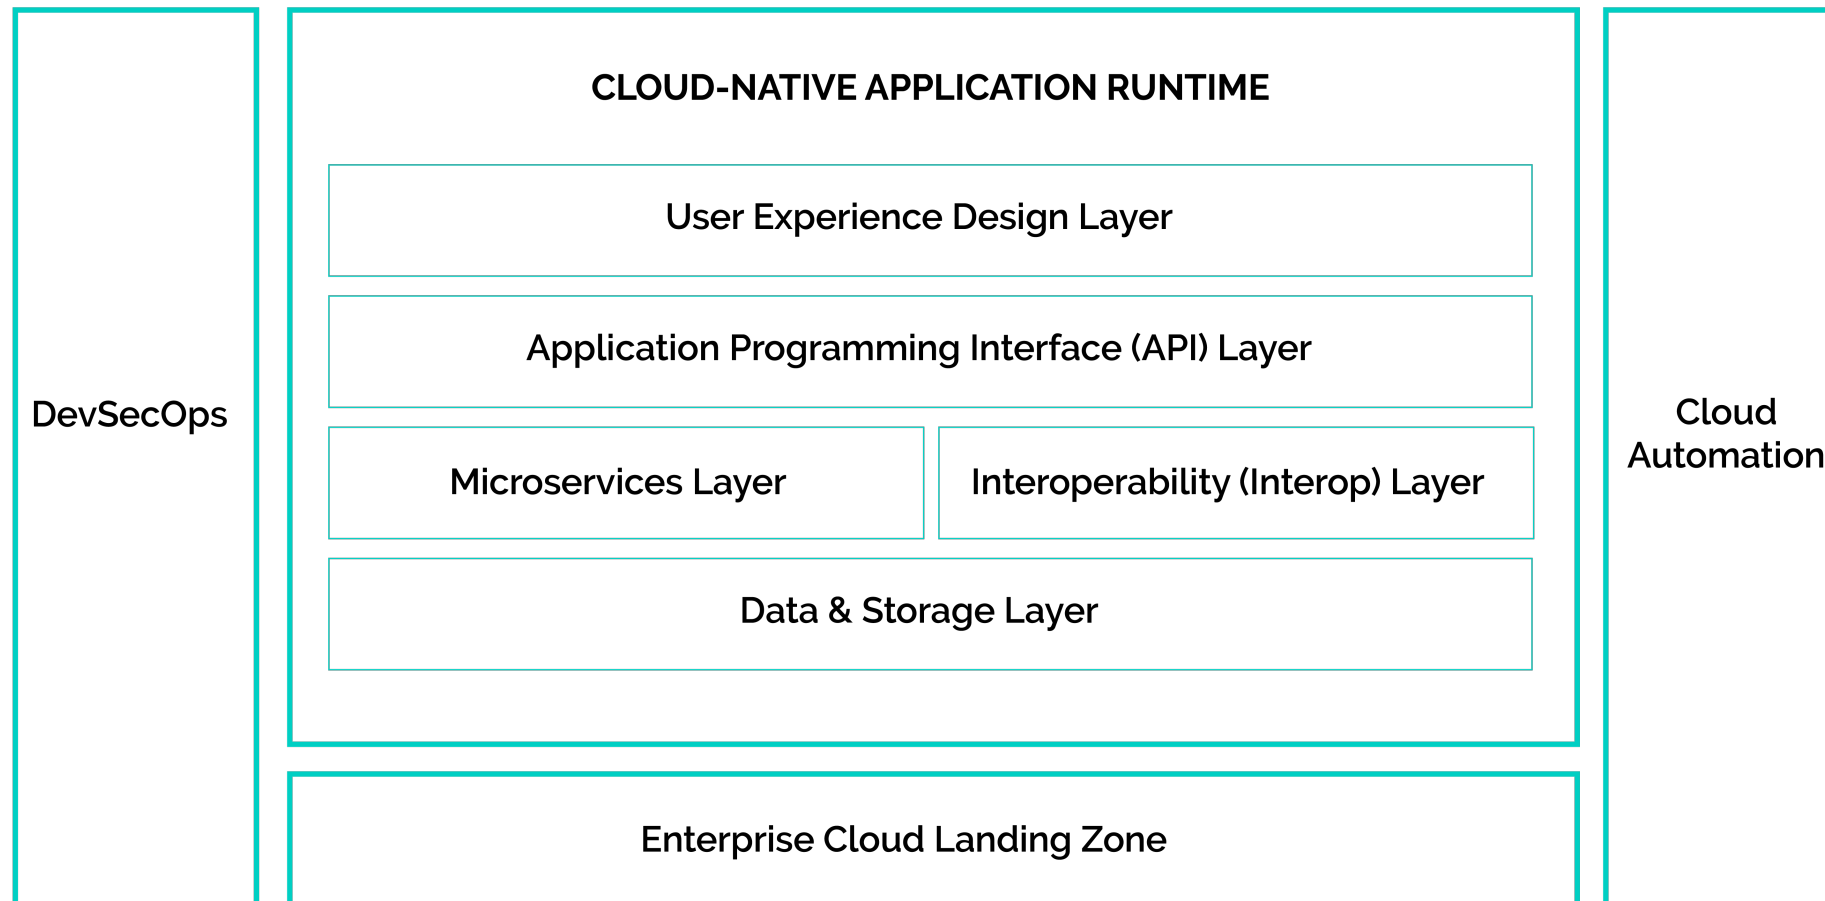 CLOUD-NATIVE APPLICATION RUNTIME
User Experience Design Layer
Application Programming Interface (API) Layer
DevSecOps
Cloud
Automation
Microservices Layer
Interoperability (Interop) Layer
Data & Storage Layer
Enterprise Cloud Landing Zone